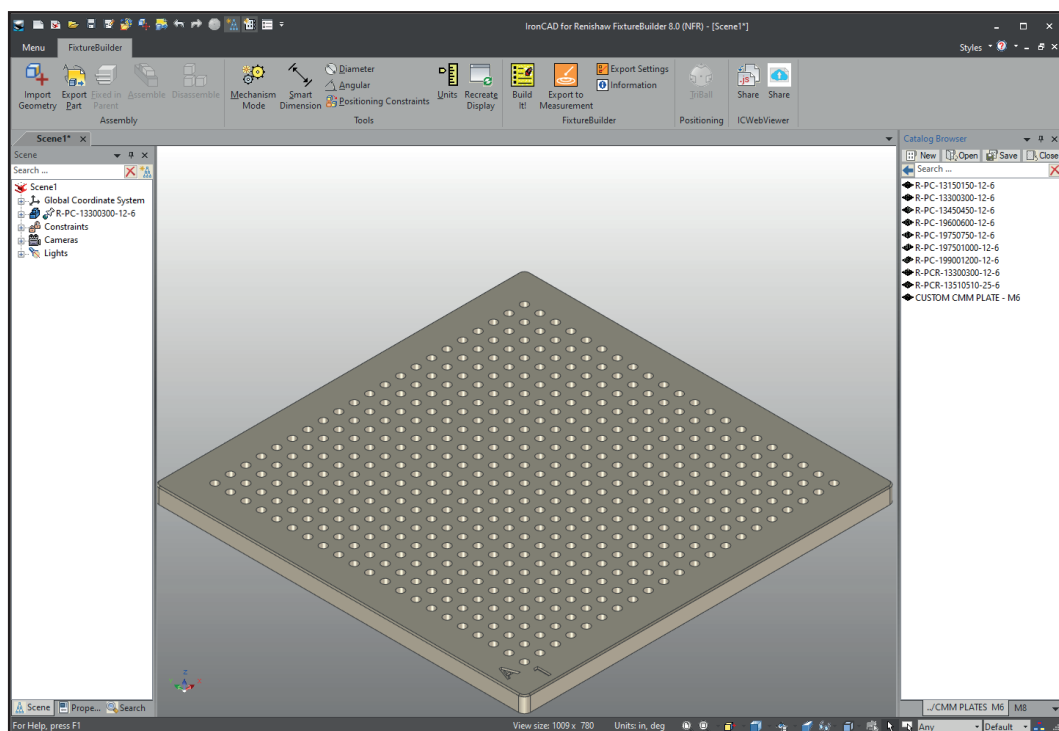 IronCAD for Renishaw FixtureBuilder 8.0 (NFR) - [Scene1*]
Menu FixtureBuilder Styles
Import Geometry
Export Part
Fixed in Parent
Assemble
Disassemble
Assembly
Mechanism Mode
Smart Dimension
Diameter
Angular
Positioning Constraints
Units
Recreate Display
Tools
Build It!
Export to Measurement
Export Settings
Information
FixtureBuilder
TriBall
Positioning
.js
Share
Share
ICWebViewer
Scene1*
Scene
Search ...
Scene1
Global Coordinate System
R-PC-13300300-12-6
Constraints
Cameras
Lights
A 1
Z
X
Catalog Browser
New Open Save Close
Search ...
R-PC-13150150-12-6
R-PC-13300300-12-6
R-PC-13450450-12-6
R-PC-19600600-12-6
R-PC-19750750-12-6
R-PC-197501000-12-6
R-PC-199001200-12-6
R-PCR-13300300-12-6
R-PCR-13510510-25-6
CUSTOM CMM PLATE - M6
Scene Prope... Search
../CMM PLATES M6 M8
For Help, press F1
View size: 1009 x 780 Units: in, deg
Any Default